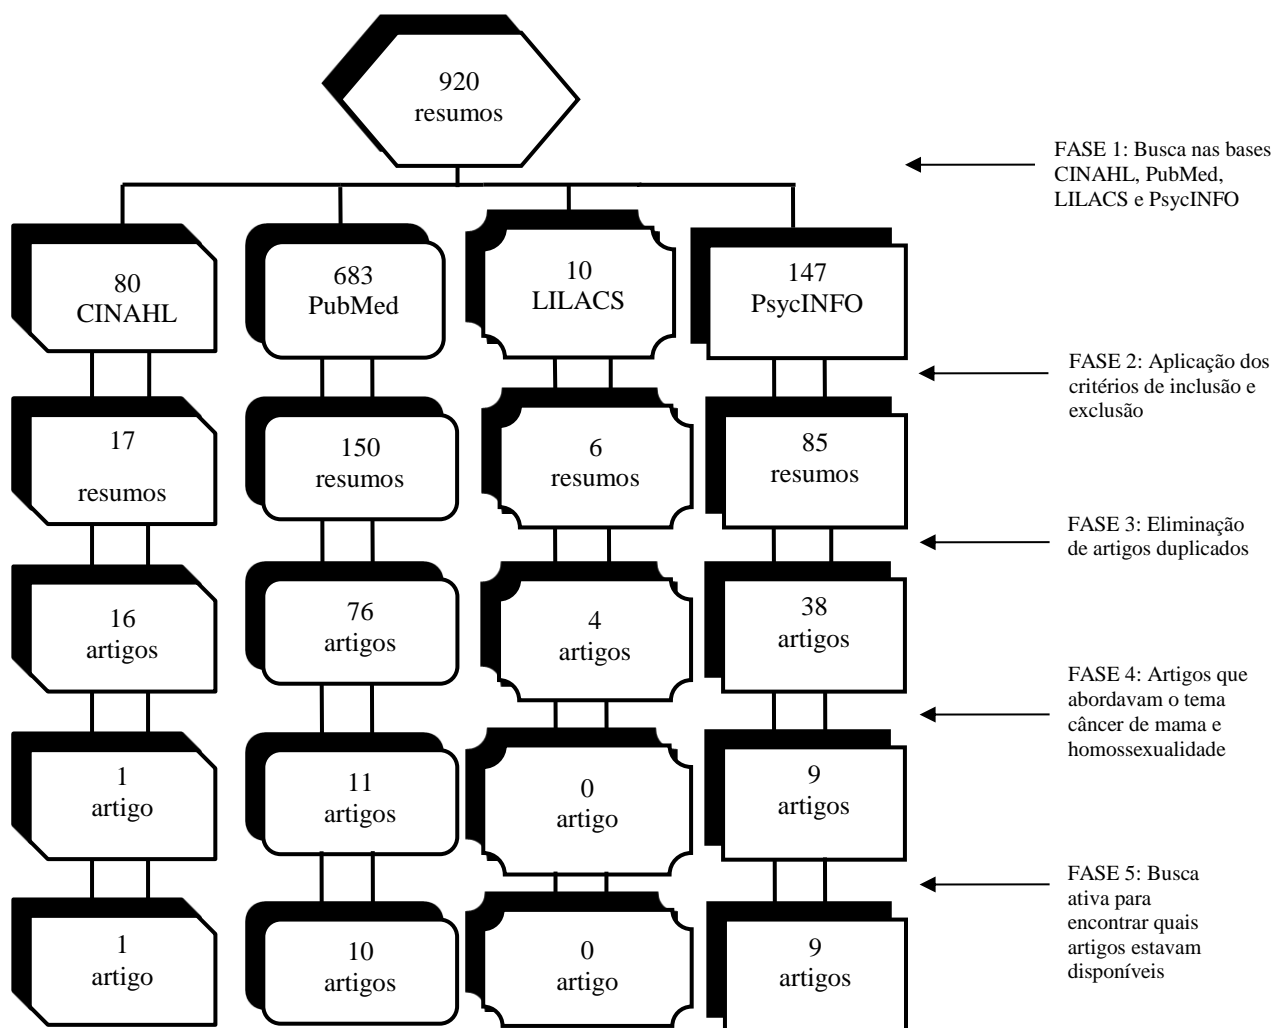 920
resumos
FASE 1: Busca nas bases
CINAHL, PubMed,
LILACS e PsycINFO
80
CINAHL
683
PubMed
10
LILACS
147
PsycINFO
FASE 2: Aplicação dos
critérios de inclusão e
exclusão
17
resumos
150
resumos
6
resumos
85
resumos
FASE 3: Eliminação
de artigos duplicados
16
artigos
76
artigos
4
artigos
38
artigos
FASE 4: Artigos que
abordavam o tema
câncer de mama e
homossexualidade
1
artigo
11
artigos
0
artigo
9
artigos
FASE 5: Busca
ativa para
encontrar quais
artigos estavam
disponíveis
1
artigo
10
artigos
0
artigo
9
artigos